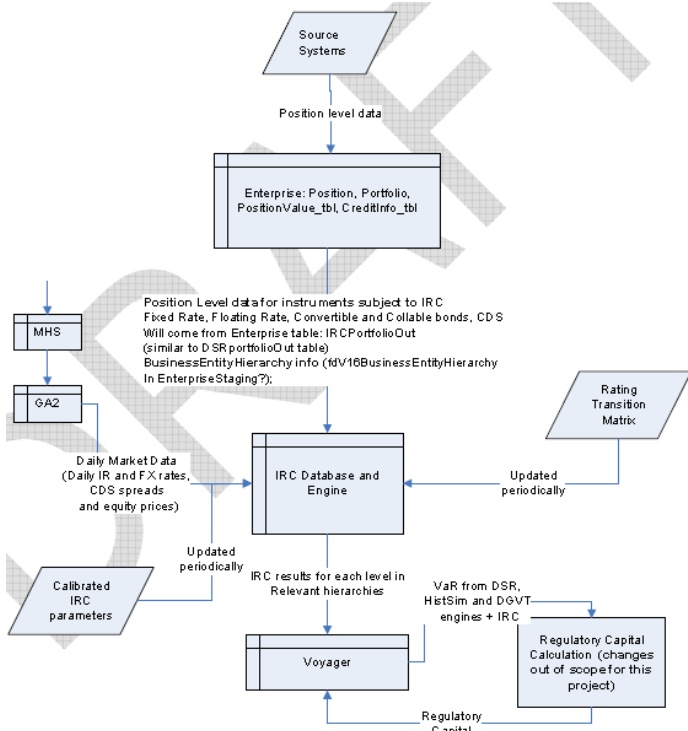 Source
Systems
Position level data
Enterprise: Position, Portfolio,
PositionValue_tbl, CreditInfo_tbl
Position Level data for instruments subject to IRC
Fixed Rate, Floating Rate, Convertible and Collable bonds, CDS
Will come from Enterprise table: IRCPortfolioOut
(similar to DSRportfolioOut table)
BusinessEntityHierarchy info (fdV16BusinessEntityHierarchy
In EnterpriseStaging?);
MHS
GA2
Rating
Transition
Matrix
Daily Market Data
(Daily IR and FX rates,
CDS spreads
and equity prices)
IRC Database and
Engine
Updated
periodically
Updated
periodically
Calibrated
IRC
parameters
IRC results for each level in
Relevant hierarchies
VaR from DSR,
HistSim and DGVT
engines + IRC
Voyager
Regulatory Capital
Calculation (changes
out of scope for this
project)
Regulatory
Capital
DRAFT